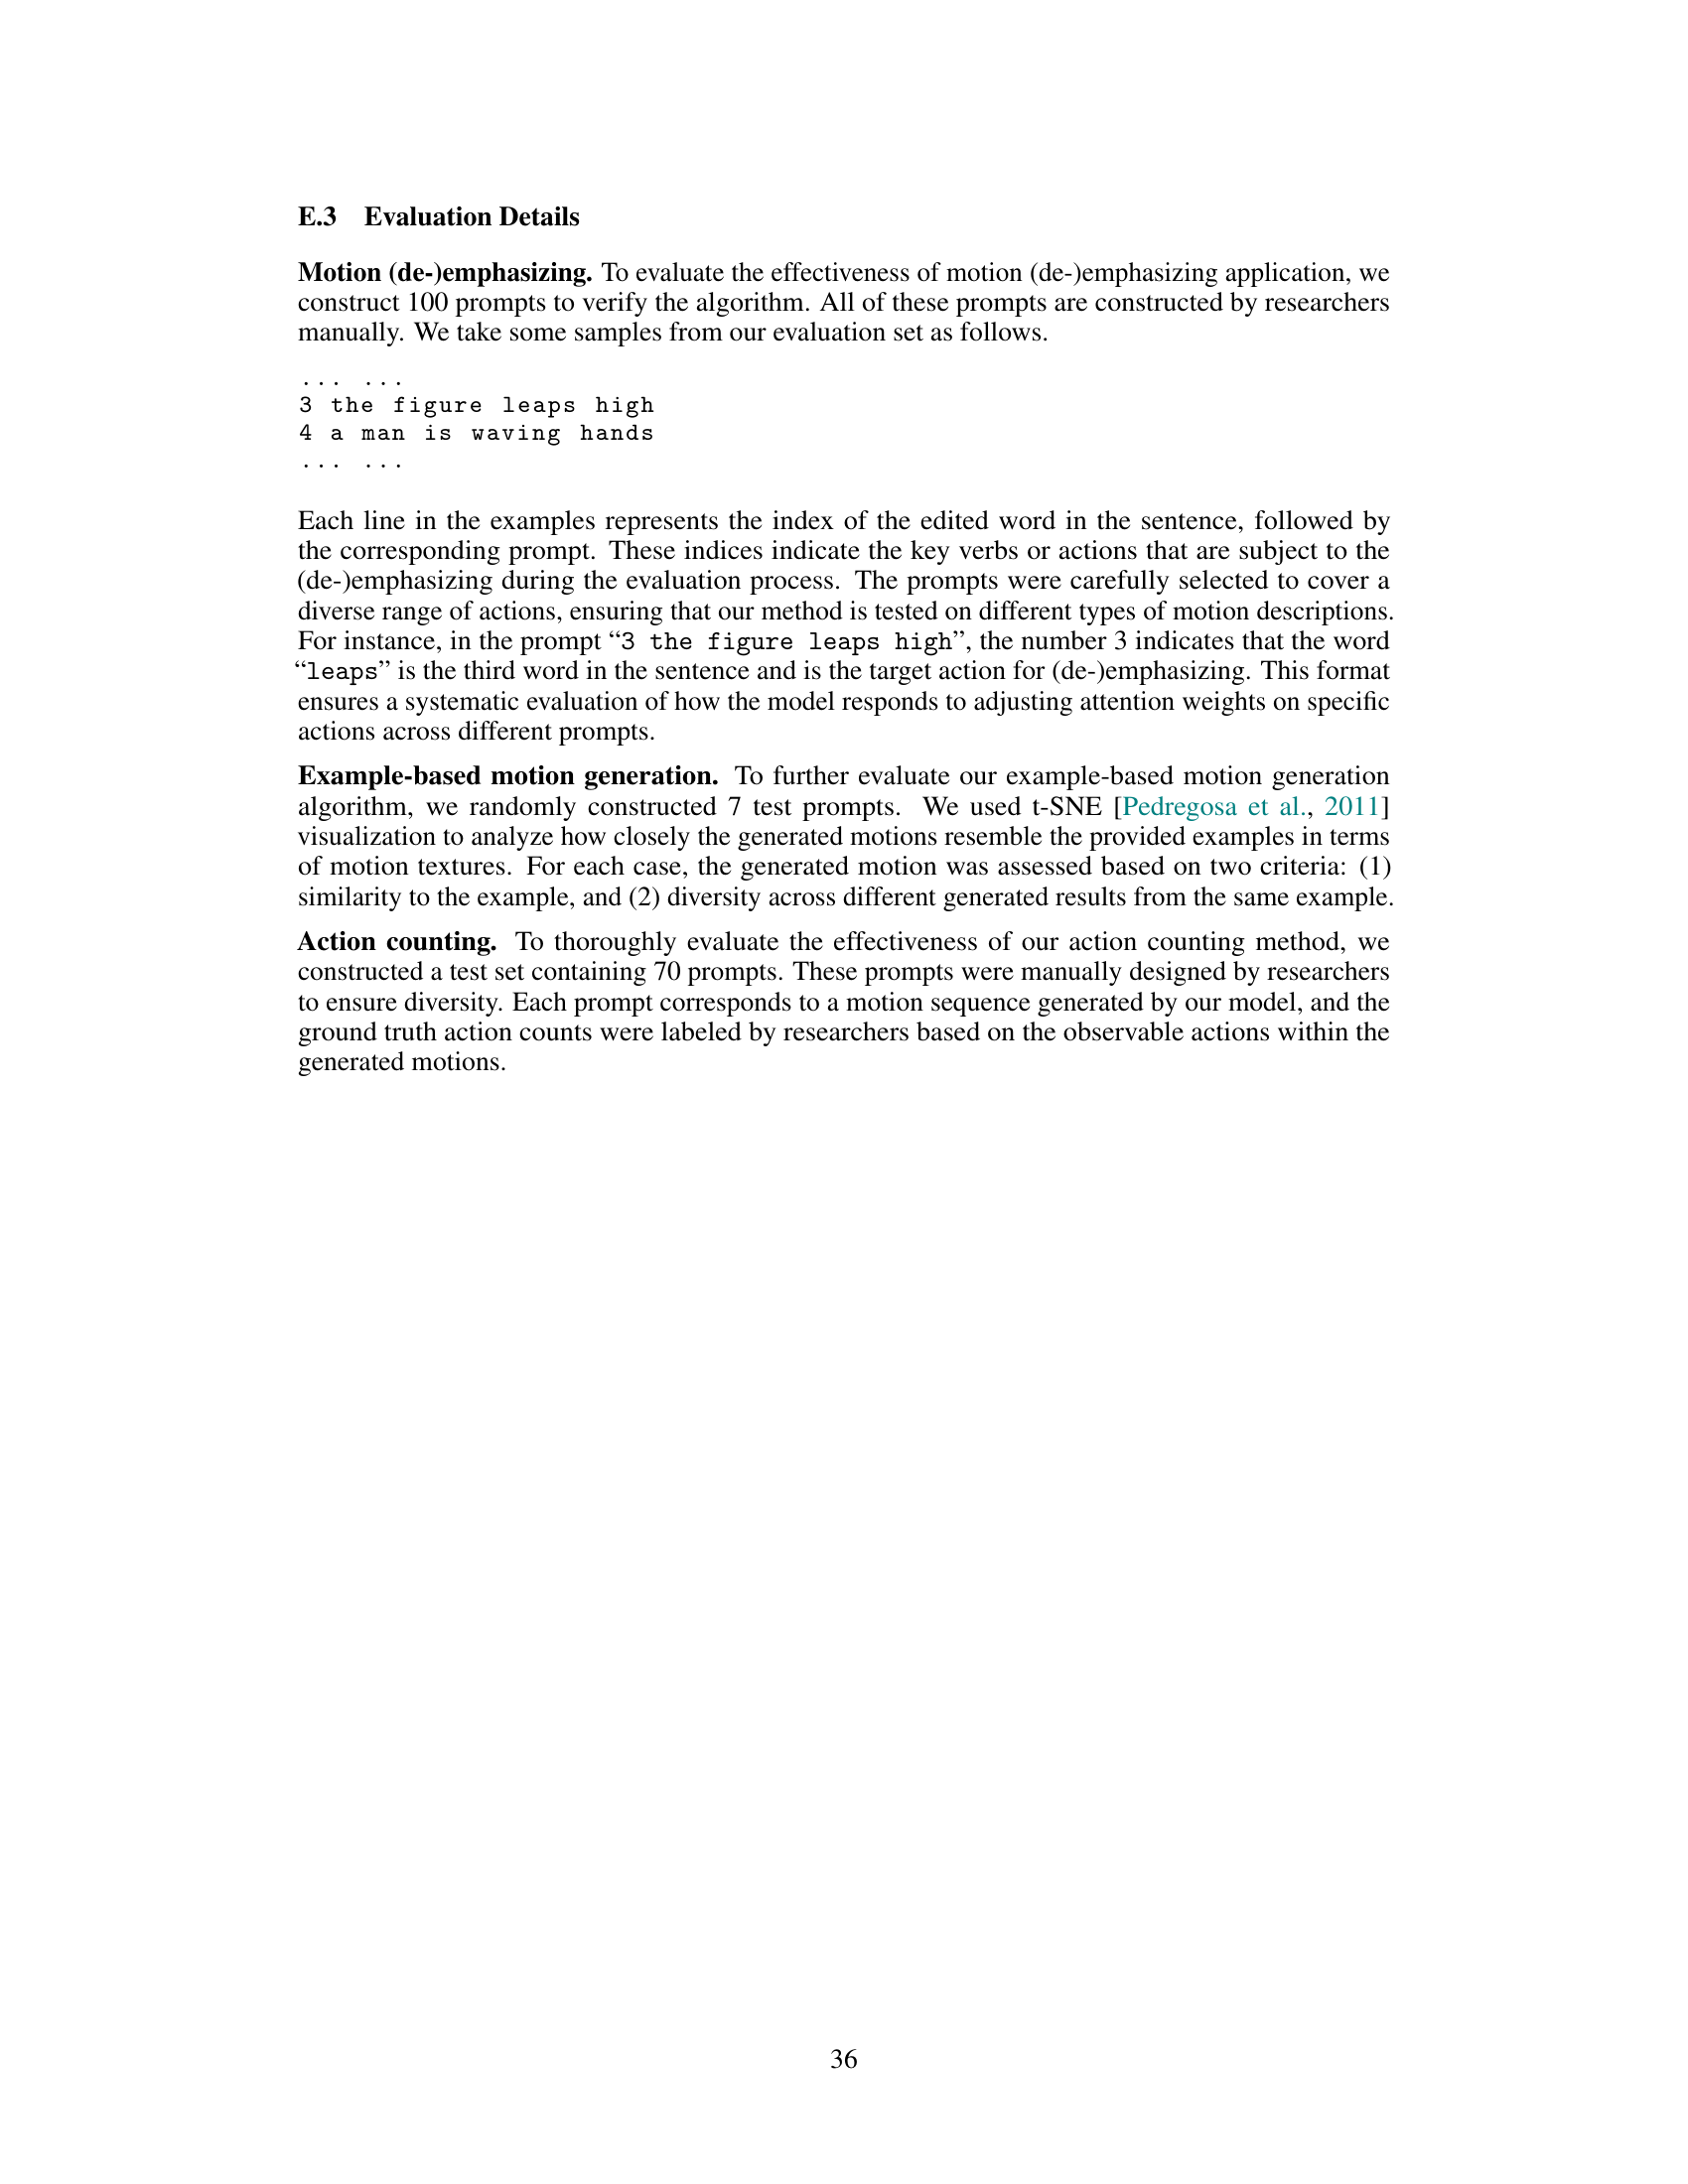 E.3 Evaluation Details
Motion (de-)emphasizing. To evaluate the effectiveness of motion (de-)emphasizing application, we
construct 100 prompts to verify the algorithm. All of these prompts are constructed by researchers
manually. We take some samples from our evaluation set as follows.
... ...
3 the figure leaps high
4 a man is waving hands
... ...
Each line in the examples represents the index of the edited word in the sentence, followed by
the corresponding prompt. These indices indicate the key verbs or actions that are subject to the
(de-)emphasizing during the evaluation process. The prompts were carefully selected to cover a
diverse range of actions, ensuring that our method is tested on different types of motion descriptions.
For instance, in the prompt “3 the figure leaps high”, the number 3 indicates that the word
“leaps” is the third word in the sentence and is the target action for (de-)emphasizing. This format
ensures a systematic evaluation of how the model responds to adjusting attention weights on specific
actions across different prompts.
Example-based motion generation. To further evaluate our example-based motion generation
algorithm, we randomly constructed 7 test prompts. We used t-SNE [Pedregosa et al., 2011]
visualization to analyze how closely the generated motions resemble the provided examples in terms
of motion textures. For each case, the generated motion was assessed based on two criteria: (1)
similarity to the example, and (2) diversity across different generated results from the same example.
Action counting. To thoroughly evaluate the effectiveness of our action counting method, we
constructed a test set containing 70 prompts. These prompts were manually designed by researchers
to ensure diversity. Each prompt corresponds to a motion sequence generated by our model, and the
ground truth action counts were labeled by researchers based on the observable actions within the
generated motions.
36